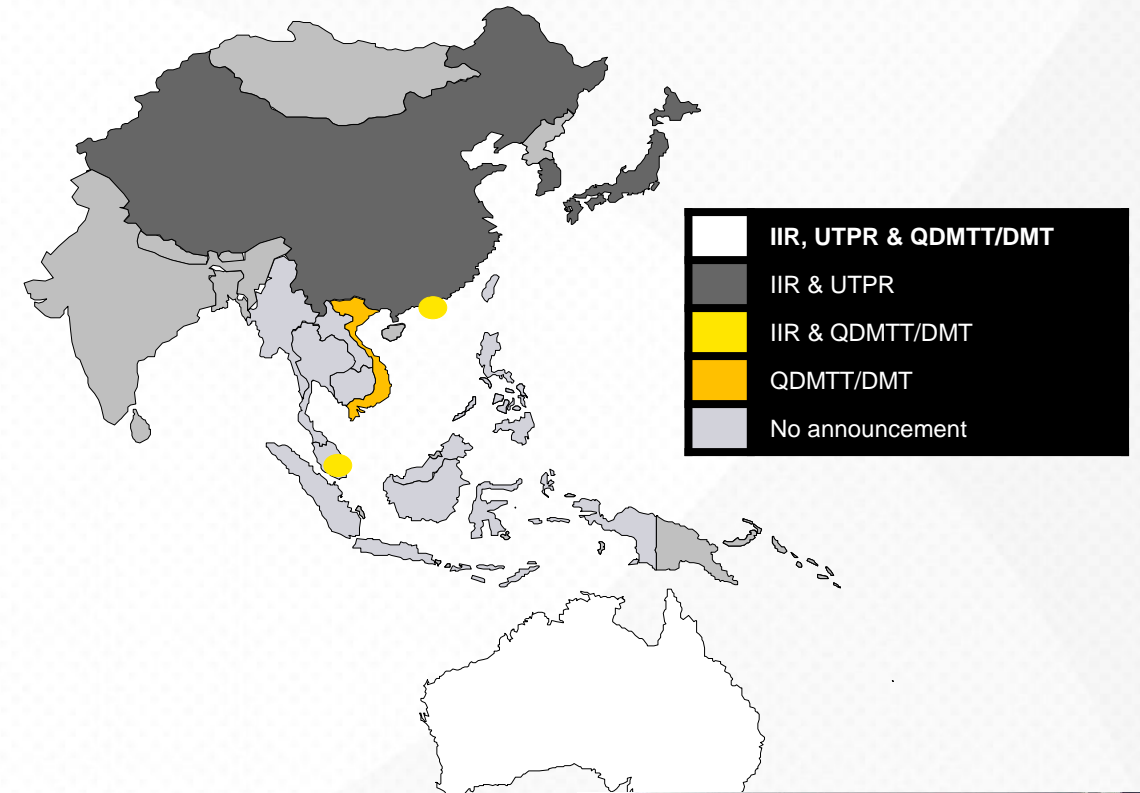 IIR, UTPR & QDMTT/DMT
IIR & UTPR
IIR & QDMTT/DMT
QDMTT/DMT
No announcement